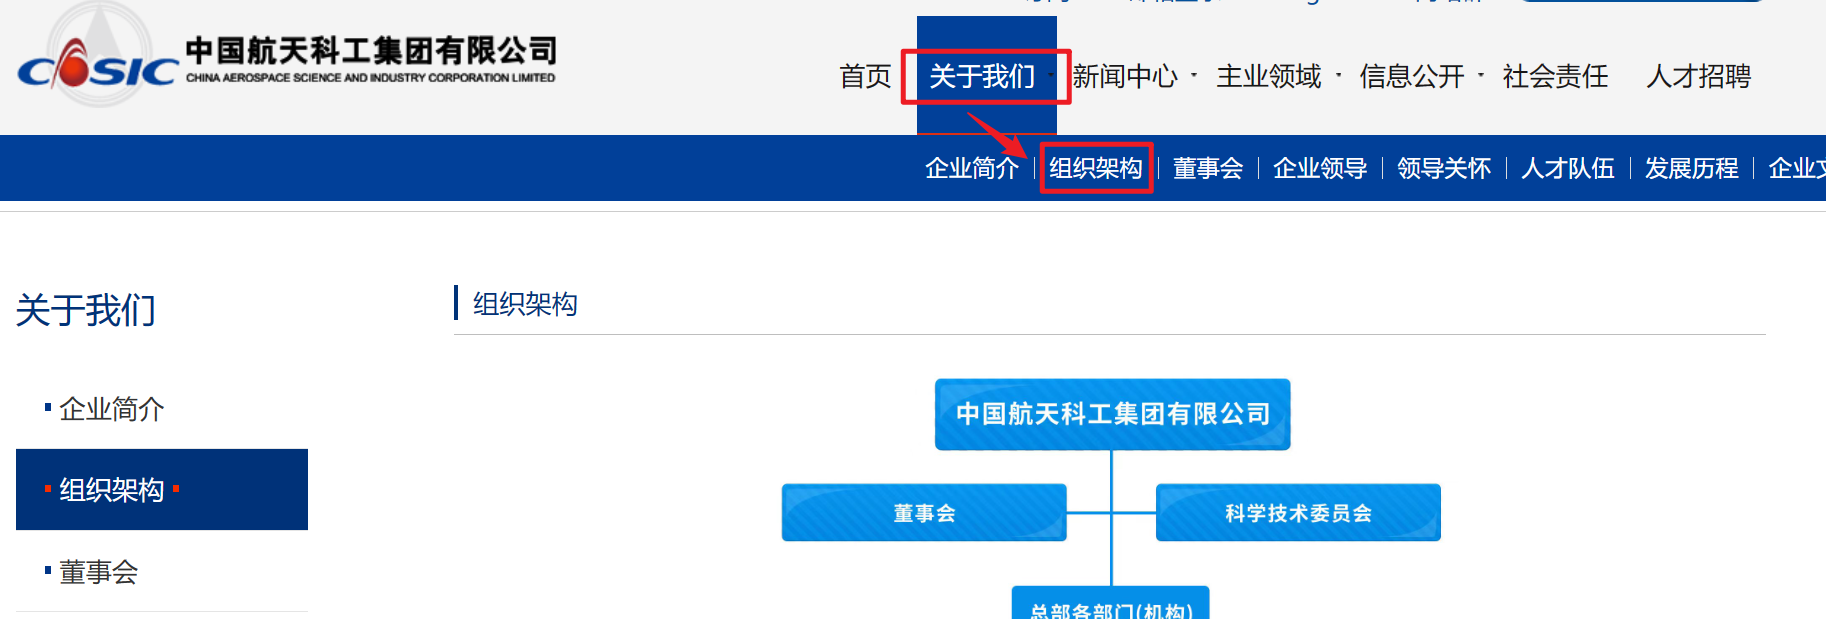 中国航天科工集团有限公司
CHINA AEROSPACE SCIENCE AND INDUSTRY CORPORATION LIMITED
CASIC
首页 关于我们 新闻中心 主业领域 信息公开 社会责任 人才招聘
企业简介 组织架构 董事会 企业领导 领导关怀 人才队伍 发展历程 企业文
关于我们
组织架构
企业简介
组织架构
董事会
中国航天科工集团有限公司
董事会 科学技术委员会
总部各部门(机构)